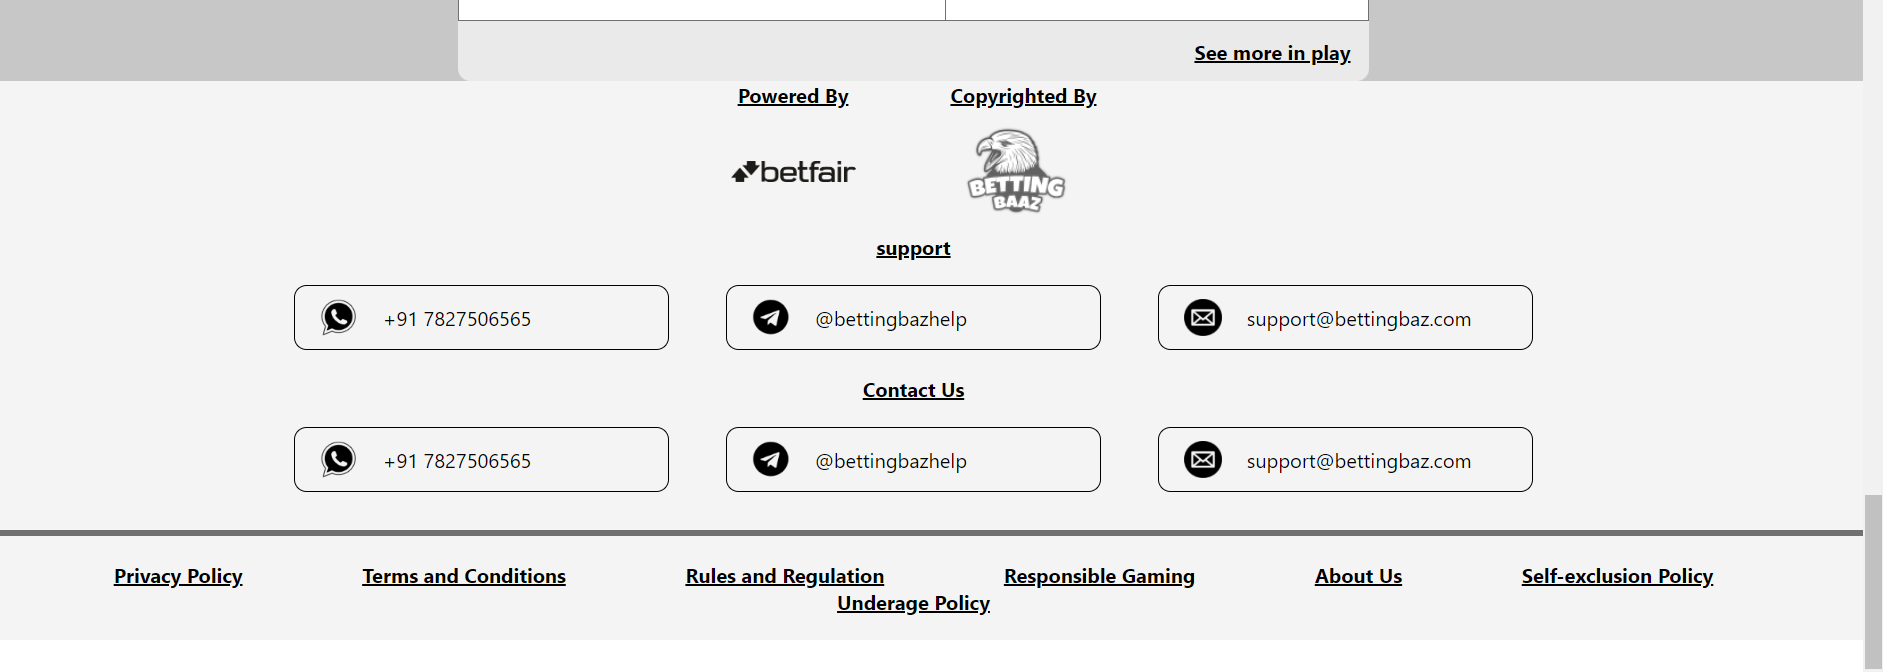 See more in play
Powered By
Copyrighted By
betfair
BETTING
BAAZ
support
+91 7827506565
@bettingbazhelp
support@bettingbaz.com
Contact Us
+91 7827506565
@bettingbazhelp
support@bettingbaz.com
Privacy Policy
Terms and Conditions
Rules and Regulation
Responsible Gaming
About Us
Self-exclusion Policy
Underage Policy